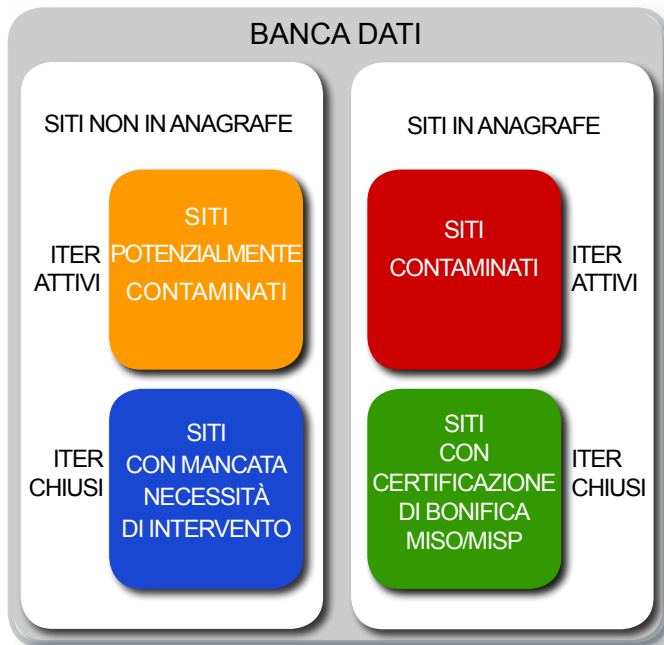 BANCA DATI
SITI NON IN ANAGRAFE
ITER
ATTIVI
SITI
POTENZIALMENTE
CONTAMINATI
ITER
CHIUSI
SITI
CON MANCATA
NECESSITÀ
DI INTERVENTO
SITI IN ANAGRAFE
SITI
CONTAMINATI
ITER
ATTIVI
SITI
CON
CERTIFICAZIONE
DI BONIFICA
MISO/MISP
ITER
CHIUSI